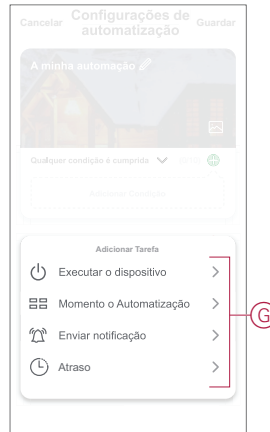 Cancelar Configurações de automatização Guardar
A minha automação
Qualquer condição é cumprida
Adicionar Condição
Adicionar Tarefa
Executar o dispositivo
Momento o Automatização
Enviar notificação
Atraso
G